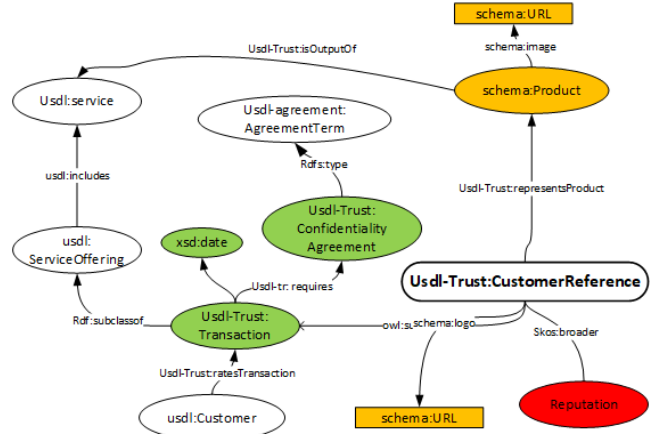 schema:URL
Usdl-Trust:isOutputOf
schema:image
Usdl:service
schema:Product
Usdl-agreement:
AgreementTerm
Rdfs:type
usdl:includes
Usdl-Trust:representsProduct
Usdl-Trust:
Confidentiality
Agreement
xsd:date
usdl:
ServiceOffering
Usdl-Trust:CustomerReference
Usdl-tr: requires
Rdf:subclassof
Usdl-Trust:
Transaction
schema:logo
Skos:broader
Usdl-Trust:ratesTransaction
usdl:Customer
schema:URL
Reputation